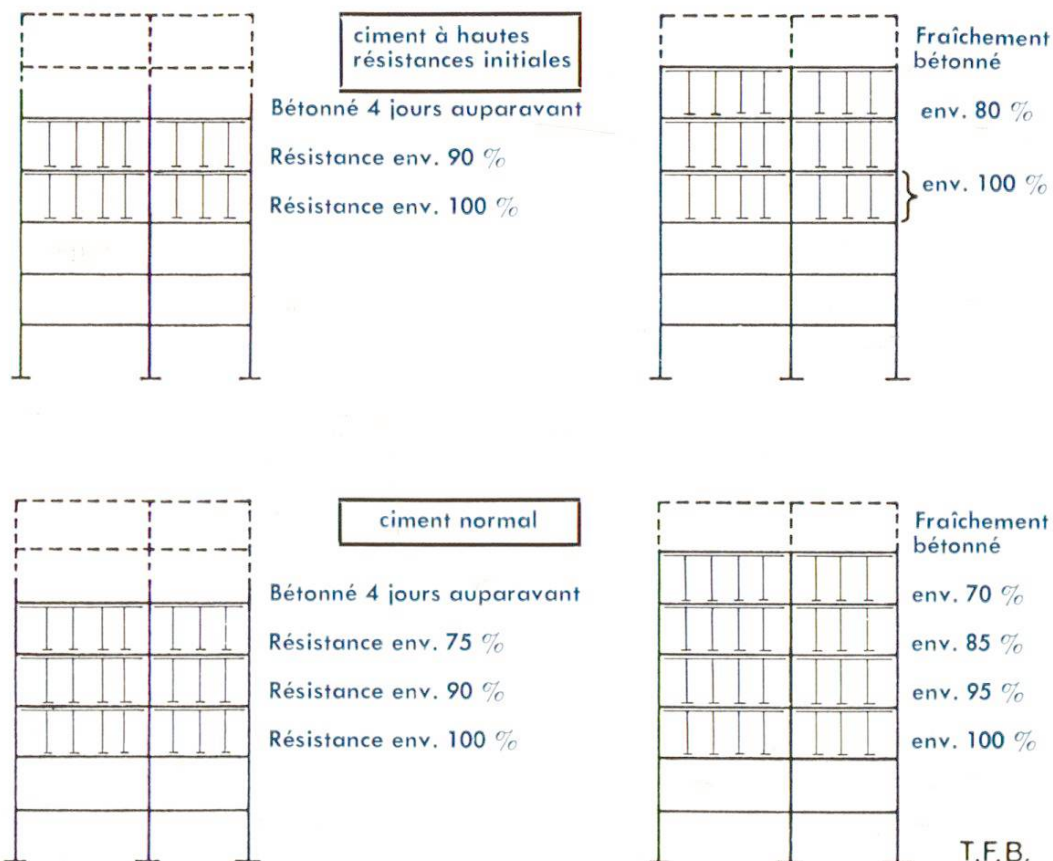 ciment à hautes
résistances initiales
Bétonné 4 jours auparavant
Résistance env. 90 %
Résistance env. 100 %
Fraîchement
bétonné
env. 80 %
env. 100 %
ciment normal
Bétonné 4 jours auparavant
Résistance env. 75 %
Résistance env. 90 %
Résistance env. 100 %
Fraîchement
bétonné
env. 70 %
env. 85 %
env. 95 %
env. 100 %
T.F.B.